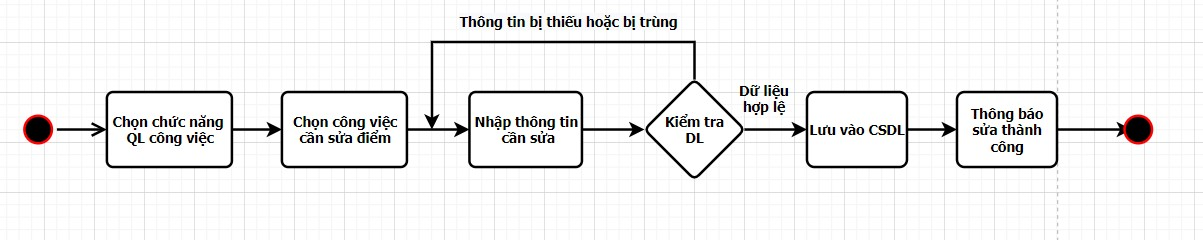 Thông tin bị thiếu hoặc bị trùng
Chọn chức năng
QL công việc
Chọn công việc
cần sửa điểm
Nhập thông tin
cần sửa
Kiểm tra
DL
Dữ liệu
hợp lệ
Lưu vào CSDL
Thông báo
sửa thành
công